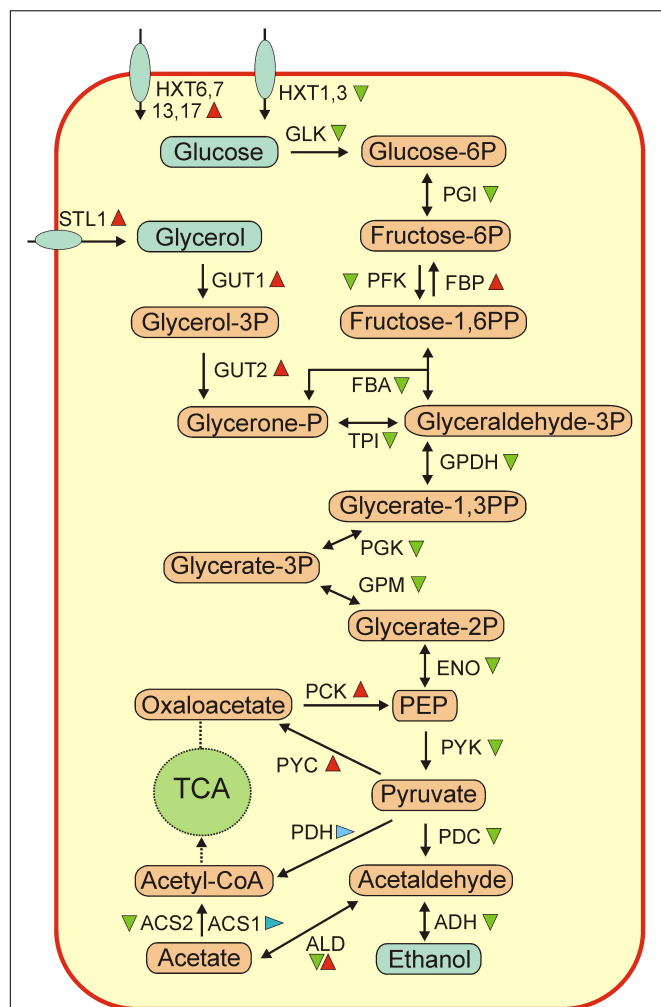 HXT6,7
13,17
HXT1,3
GLK
Glucose
Glucose-6P
PGI
STL1
Glycerol
Fructose-6P
GUT1
PFK
FBP
Glycerol-3P
Fructose-1,6PP
GUT2
FBA
Glycerone-P
Glyceraldehyde-3P
TPI
GPDH
Glycerate-1,3PP
PGK
Glycerate-3P
GPM
Glycerate-2P
ENO
PCK
Oxaloacetate
PEP
PYC
PYK
TCA
Pyruvate
PDH
PDC
Acetyl-CoA
Acetaldehyde
ACS2
ACS1
ADH
ALD
Acetate
Ethanol